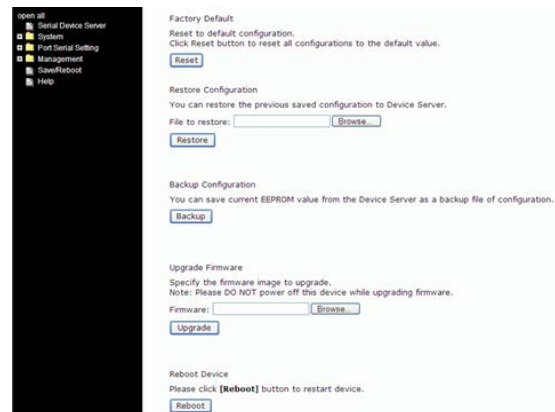 open all
Serial Device Server
System
Port Serial Setting
Management
Save/Reboot
Help
Factory Default
Reset to default configuration.
Click Reset button to reset all configurations to the default value.
Reset
Restore Configuration
You can restore the previous saved configuration to Device Server.
File to restore: Browse...
Restore
Backup Configuration
You can save current EEPROM value from the Device Server as a backup file of configuration.
Backup
Upgrade Firmware
Specify the firmware image to upgrade.
Note: Please DO NOT power off this device while upgrading firmware.
Firmware: Browse...
Upgrade
Reboot Device
Please click [Reboot] button to restart device.
Reboot